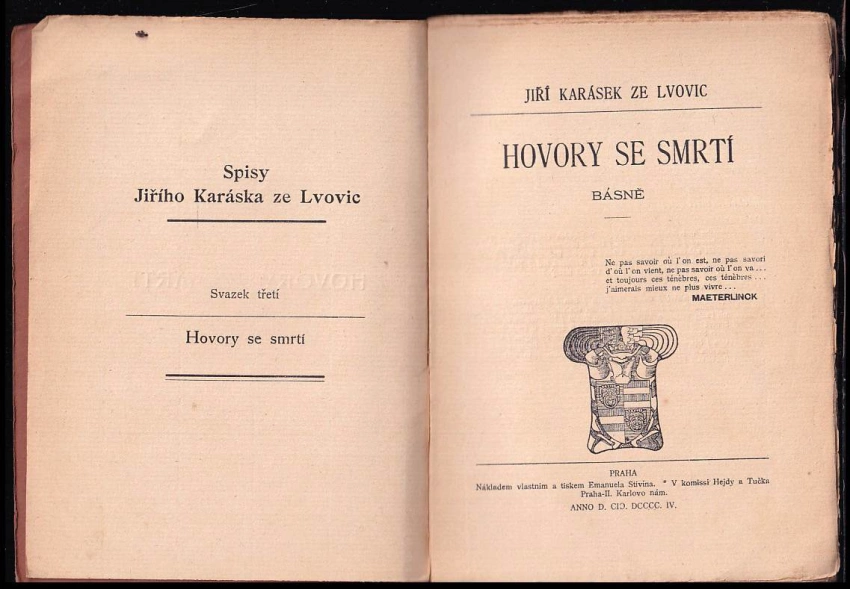 Spisy
Jiřího Karáska ze Lvovic
Svazek třetí
Hovory se smrtí
JIŘÍ KARÁSEK ZE LVOVIC
HOVORY SE SMRTÍ
BÁSNĚ
Ne pas savoir où l'on est, ne pas savori
d'où l'on vient, ne pas savoir où l'on va...
et toujours ces ténèbres, ces ténèbres...
j'aimerais mieux ne plus vivre...
MAETERLINCK
PRAHA
Nákladem vlastním a tiskem Emanuela Stivína. * V komissi Hejdy a Tučka
Praha-II. Karlovo nám.
ANNO D. CIƆ. DCCCC. IV.